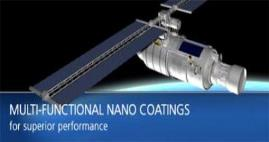 MULTI-FUNCTIONAL NANO COATINGS
for superior performance